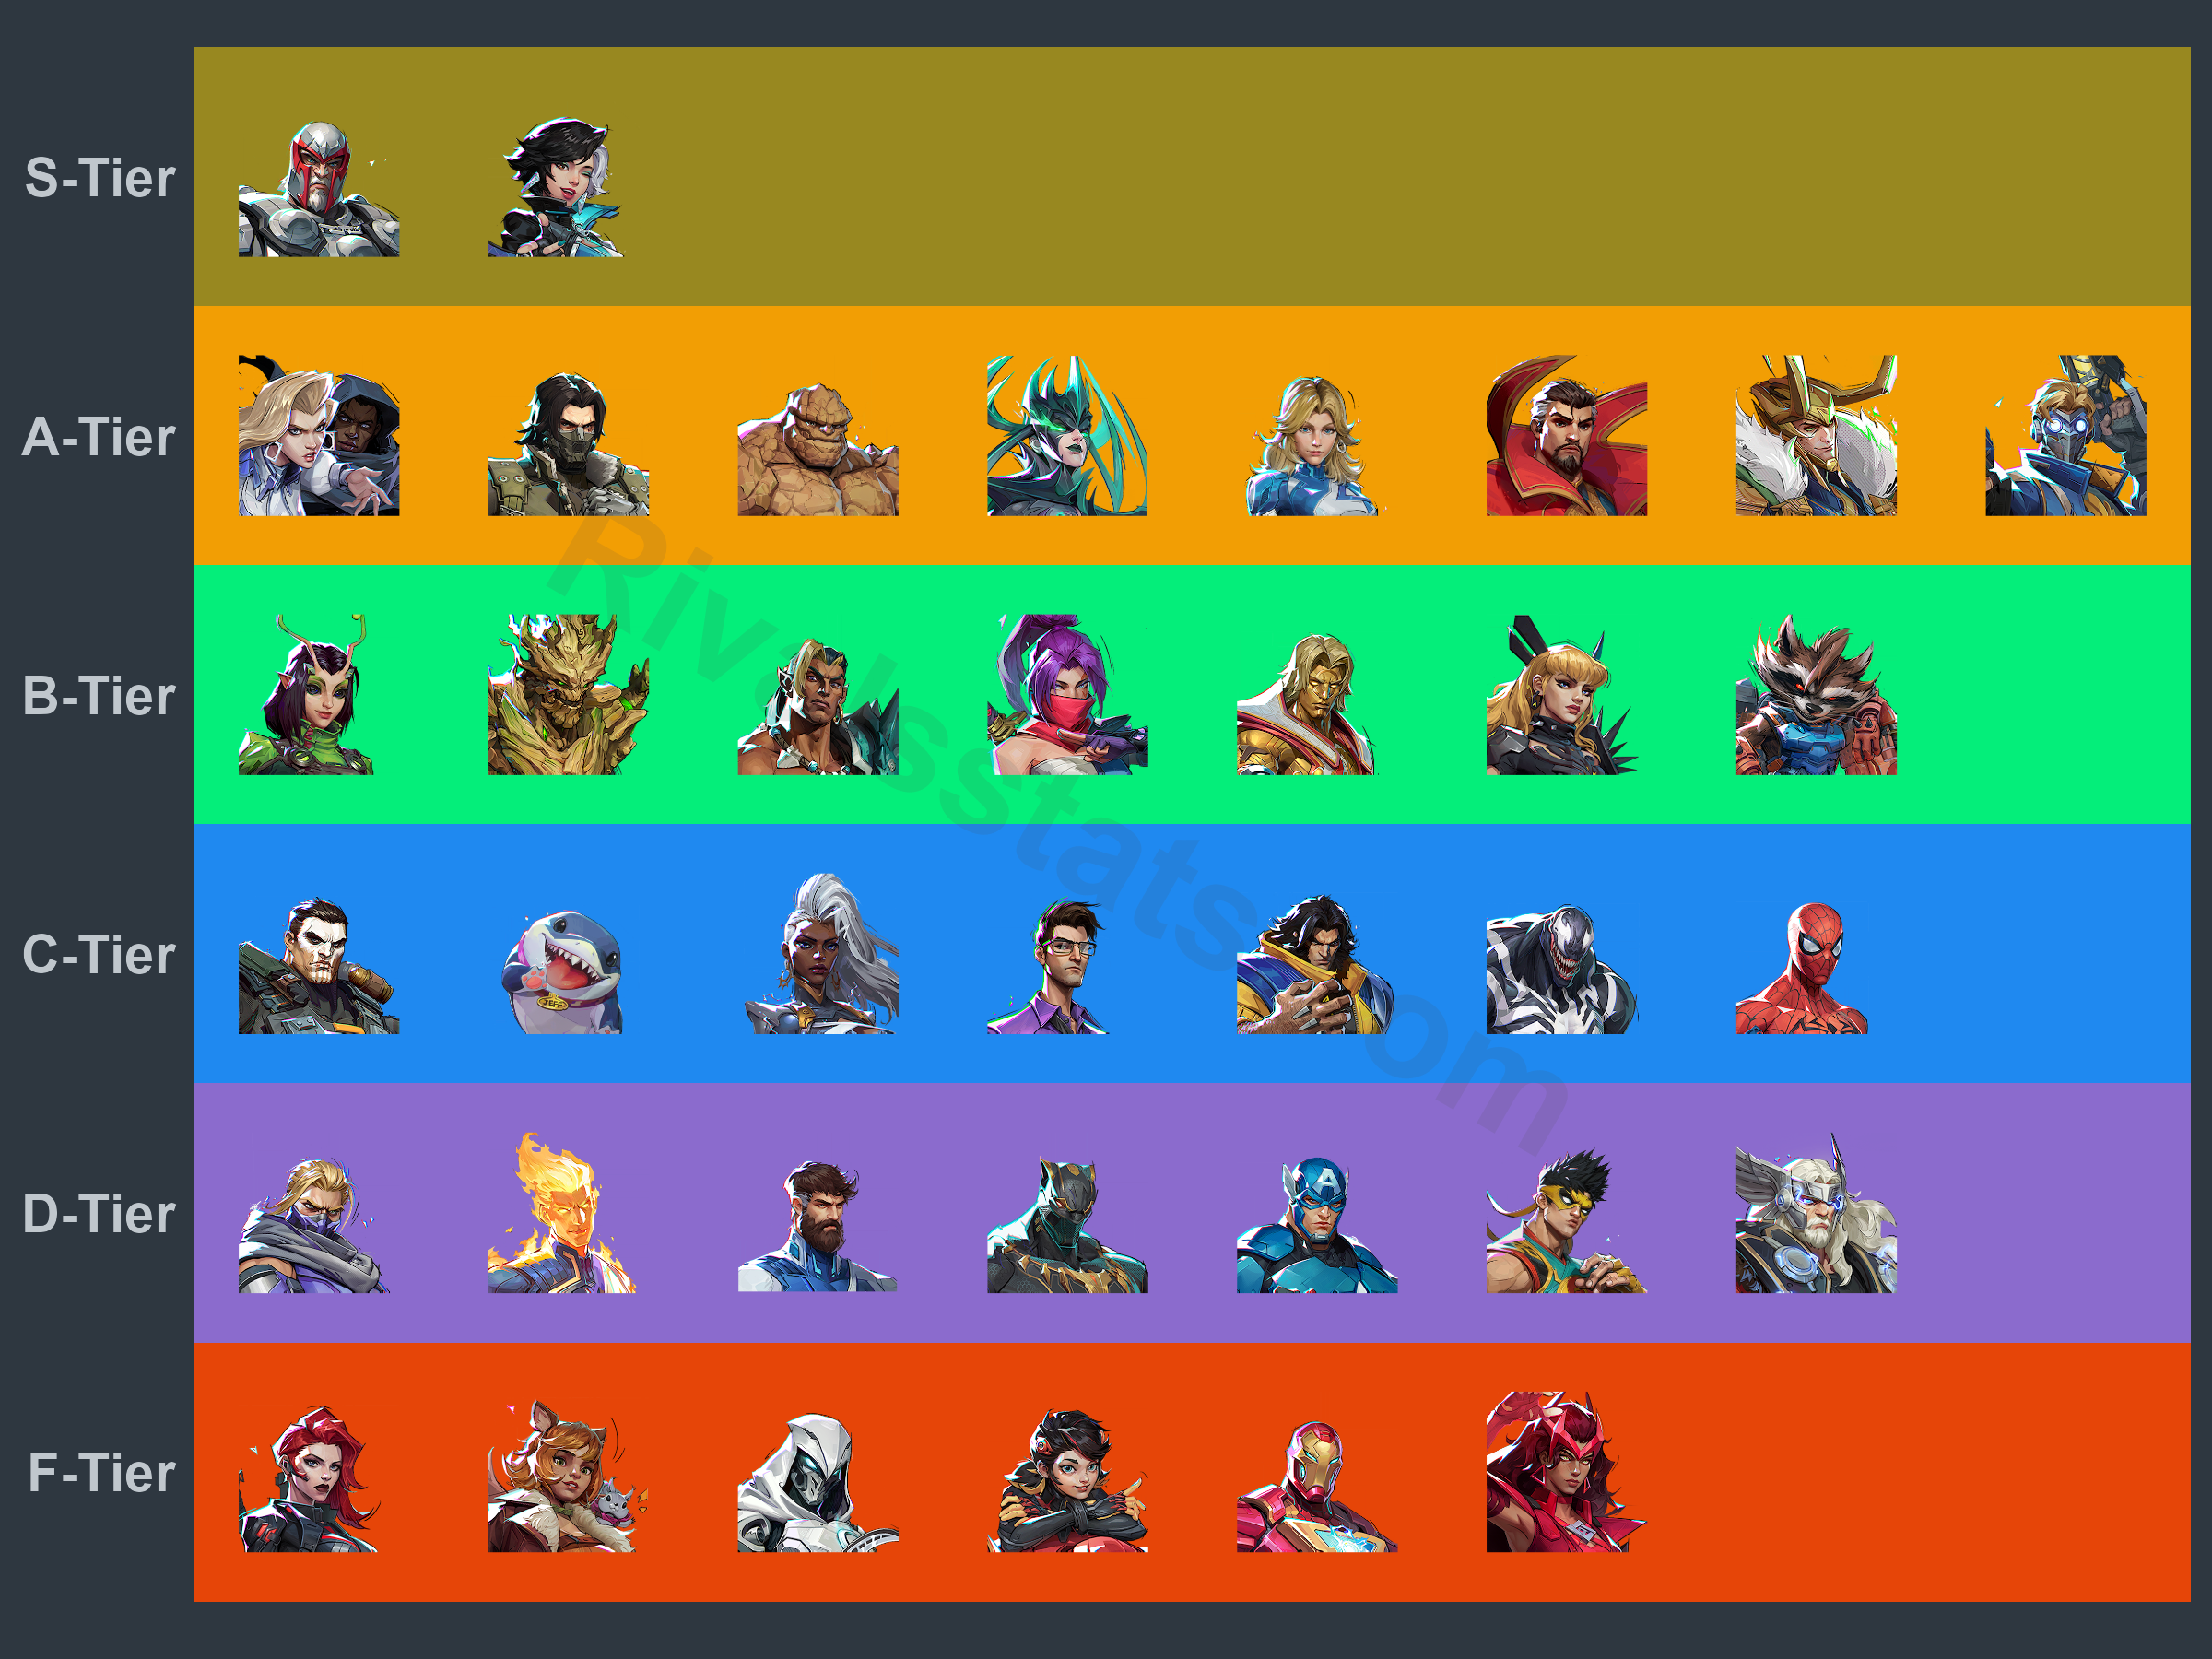 S-Tier
A-Tier
B-Tier
C-Tier
D-Tier
F-Tier
Rivalsstats.com
JEFF
A